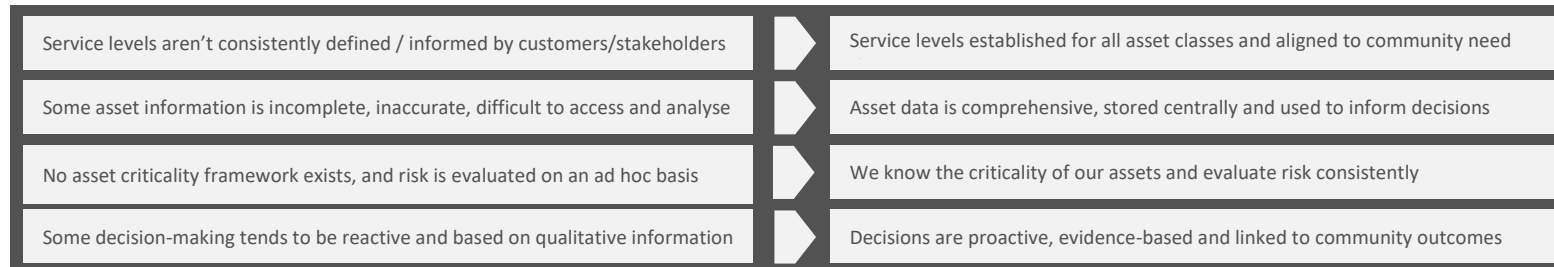 Service levels aren’t consistently defined / informed by customers/stakeholders
Service levels established for all asset classes and aligned to community need
Some asset information is incomplete, inaccurate, difficult to access and analyse
Asset data is comprehensive, stored centrally and used to inform decisions
No asset criticality framework exists, and risk is evaluated on an ad hoc basis
We know the criticality of our assets and evaluate risk consistently
Some decision-making tends to be reactive and based on qualitative information
Decisions are proactive, evidence-based and linked to community outcomes